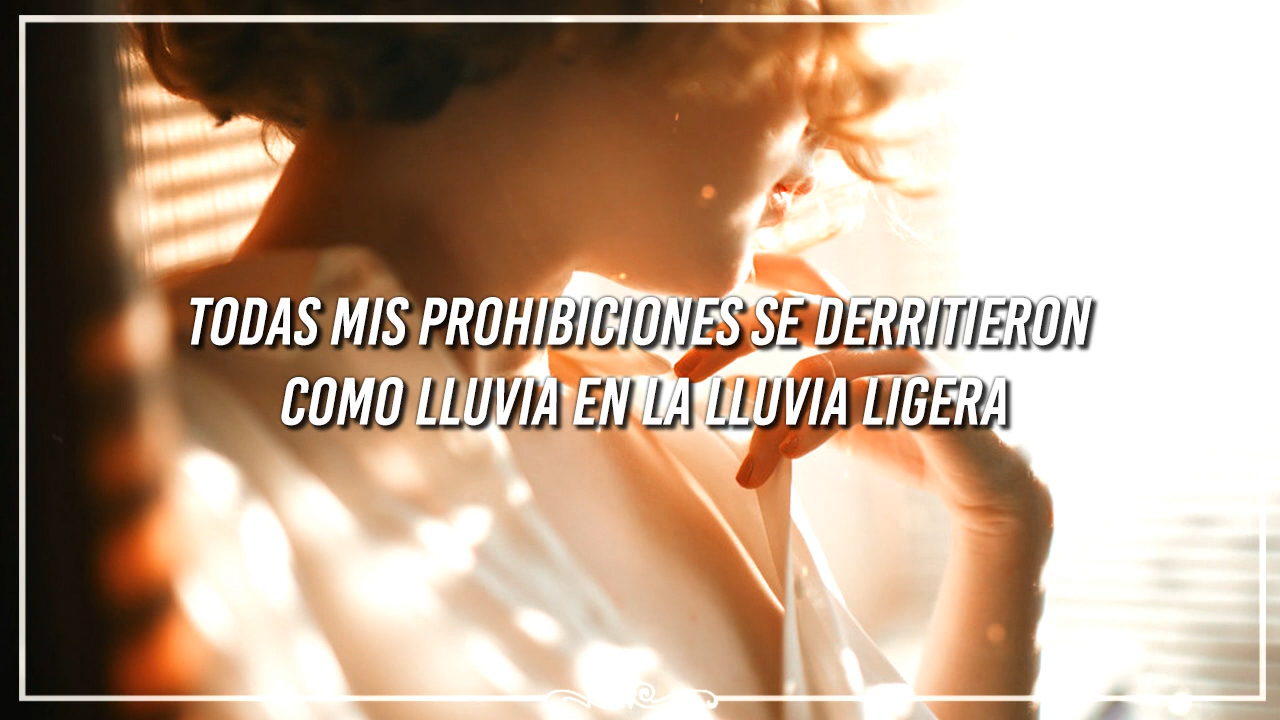 TODAS MIS PROHIBICIONES SE DERRITIERON
COMO LLUVIA EN LA LLUVIA LIGERA